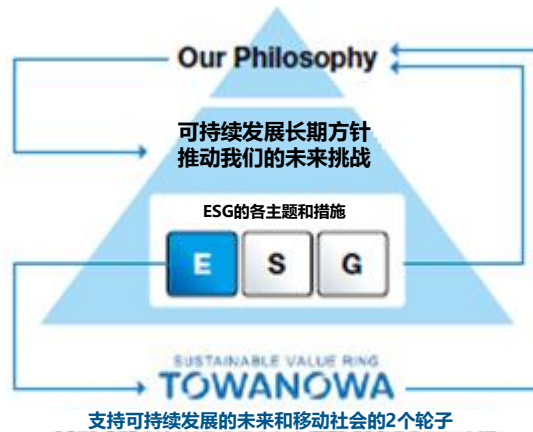 Our Philosophy
可持续发展长期方针
推动我们的未来挑战
ESG的各主题和措施
E S G
SUSTAINABLE VALUE RING
TOWANOWA
支持可持续发展的未来和移动社会的2个轮子